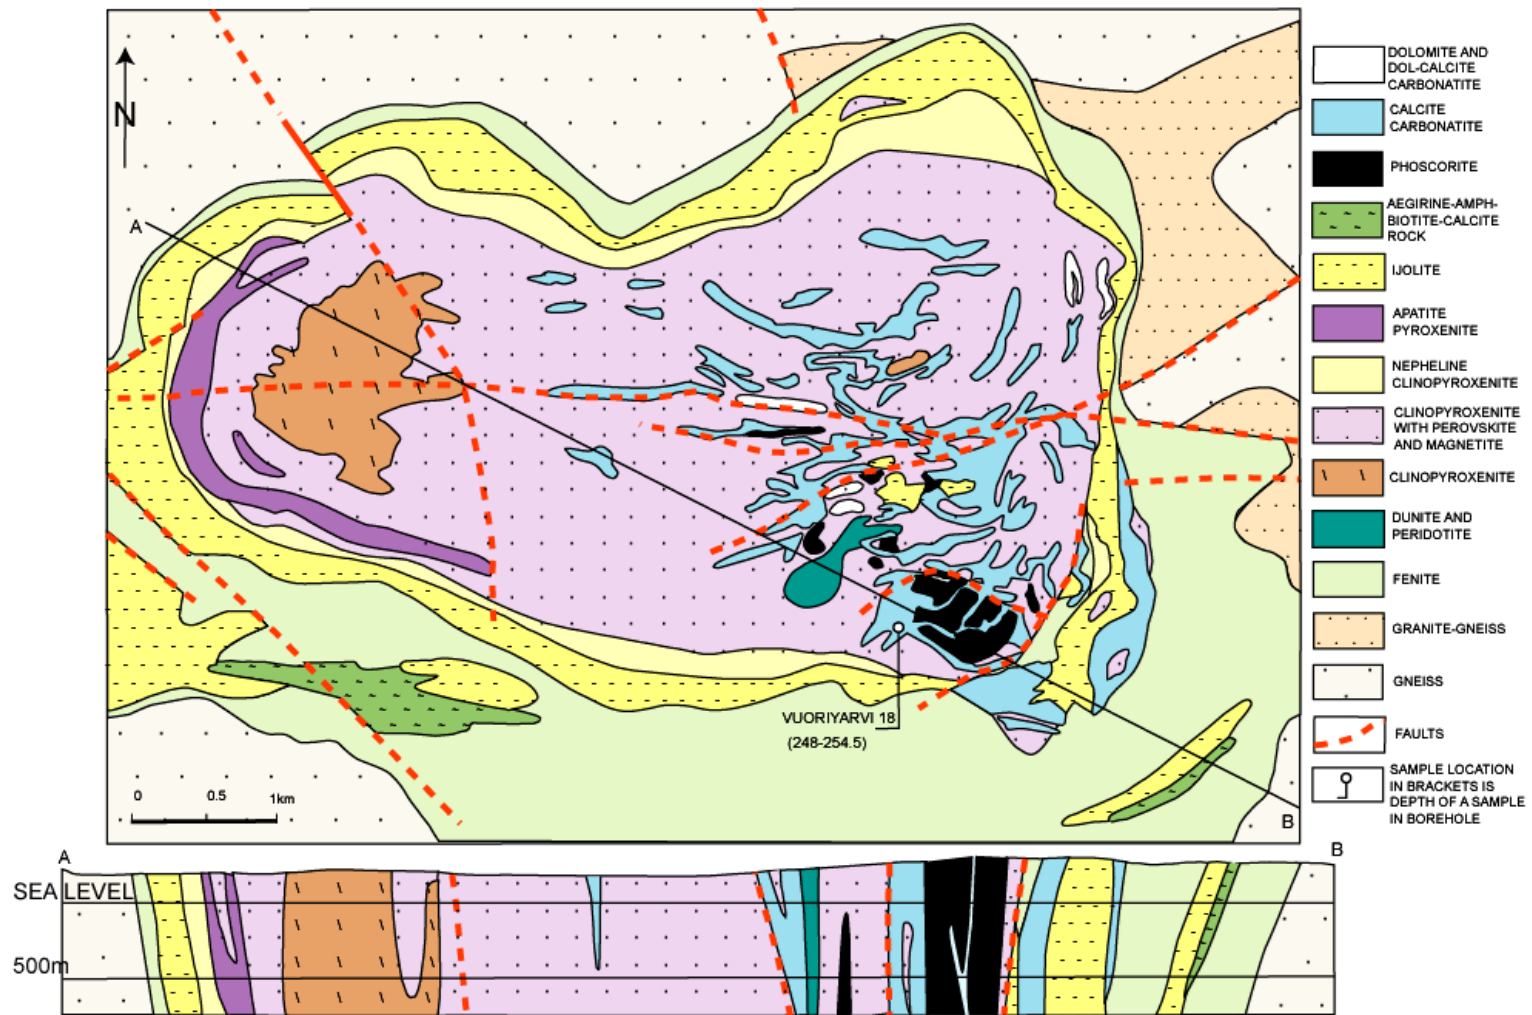 N
A
VUORIYARVI 18
(248-254.5)
0 0.5 1km
B
DOLOMITE AND
DOL-CALCITE
CARBONATITE
CALCITE
CARBONATITE
PHOSCORITE
AEGIRINE-AMPH-
BIOTITE-CALCITE
ROCK
IJOLITE
APATITE
PYROXENITE
NEPHELINE
CLINOPYROXENITE
CLINOPYROXENITE
WITH PEROVSKITE
AND MAGNETITE
CLINOPYROXENITE
DUNITE AND
PERIDOTITE
FENITE
GRANITE-GNEISS
GNEISS
FAULTS
SAMPLE LOCATION
IN BRACKETS IS
DEPTH OF A SAMPLE
IN BOREHOLE
A B
SEA LEVEL
500m